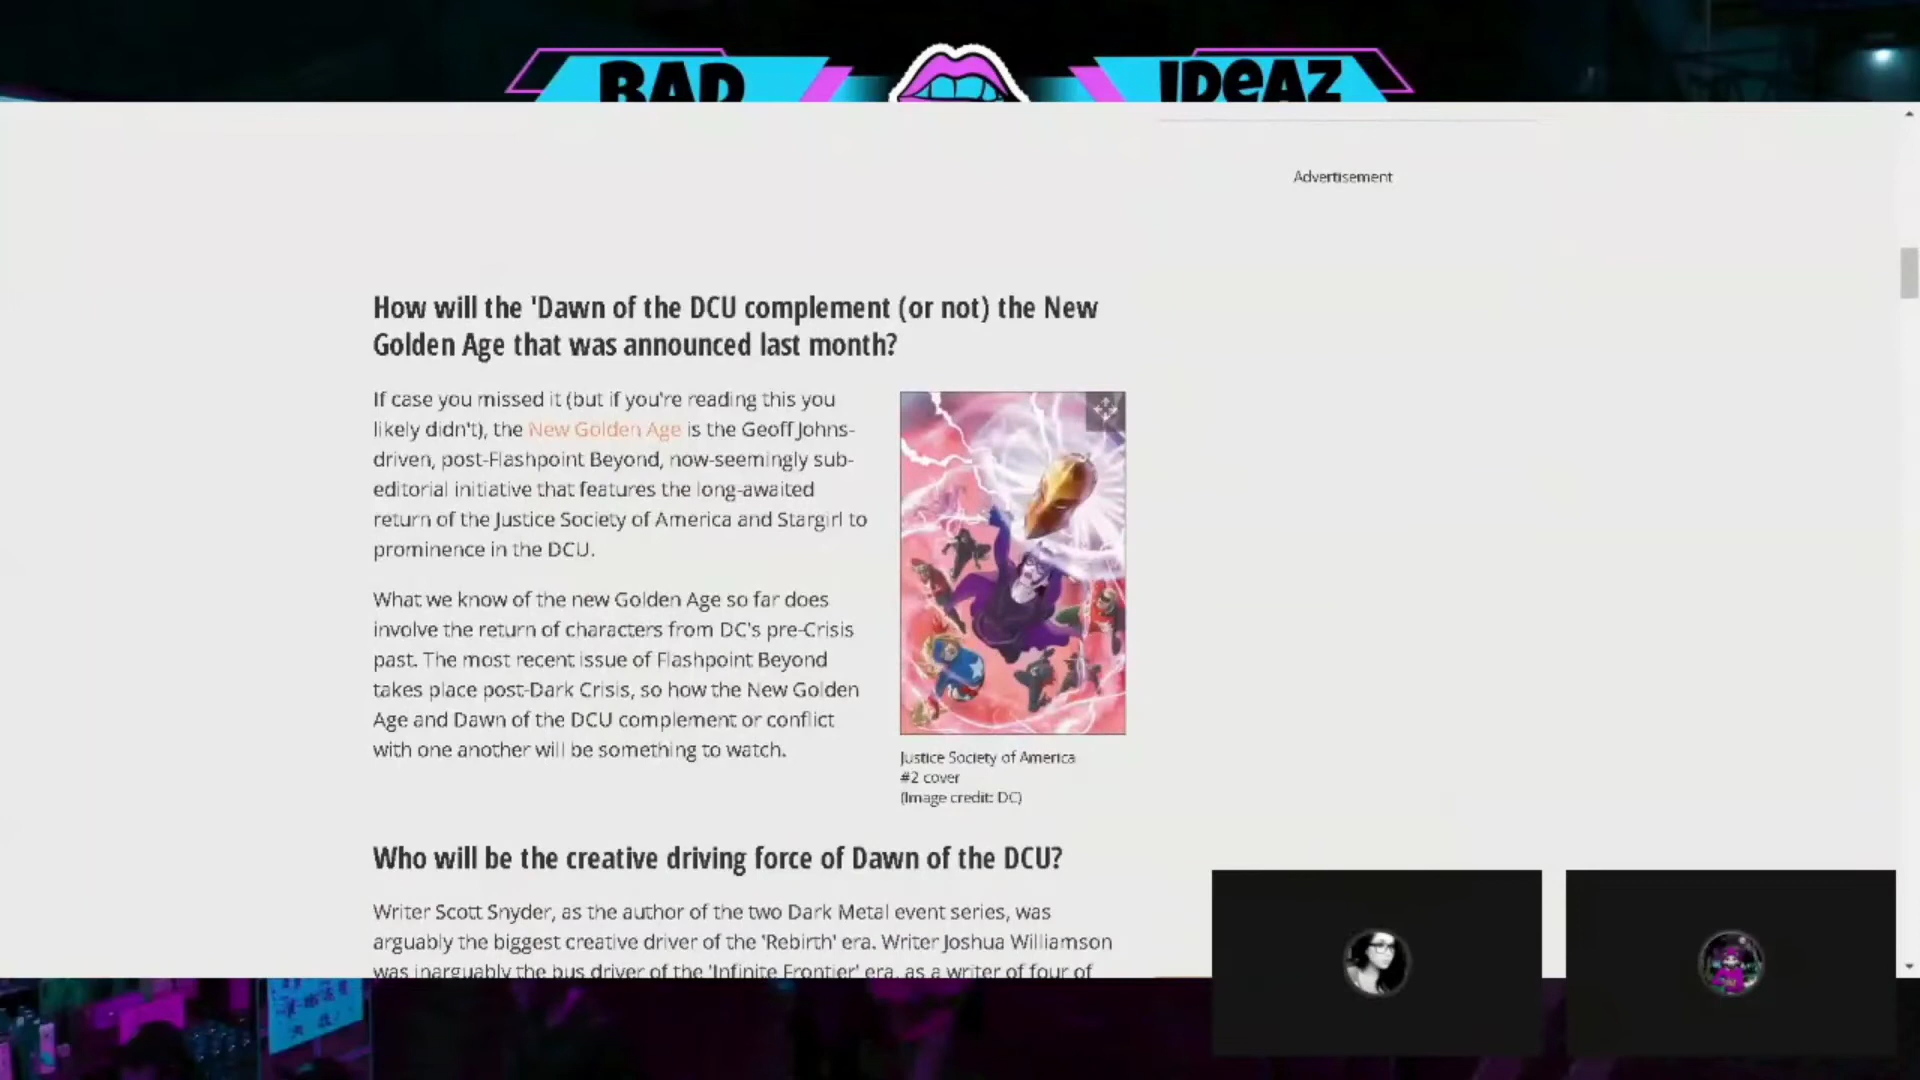 BAD IDEAZ
Advertisement
How will the 'Dawn of the DCU complement (or not) the New
Golden Age that was announced last month?
If case you missed it (but if you're reading this you
likely didn't), the New Golden Age is the Geoff Johns-
driven, post-Flashpoint Beyond, now-seemingly sub-
editorial initiative that features the long-awaited
return of the Justice Society of America and Stargirl to
prominence in the DCU.
What we know of the new Golden Age so far does
involve the return of characters from DC's pre-Crisis
past. The most recent issue of Flashpoint Beyond
takes place post-Dark Crisis, so how the New Golden
Age and Dawn of the DCU complement or conflict
with one another will be something to watch.
Justice Society of America
#2 cover
(Image credit: DC)
Who will be the creative driving force of Dawn of the DCU?
Writer Scott Snyder, as the author of the two Dark Metal event series, was
arguably the biggest creative driver of the 'Rebirth' era. Writer Joshua Williamson
was inarguably the bus driver of the 'Infinite Frontier' era, as a writer of four of